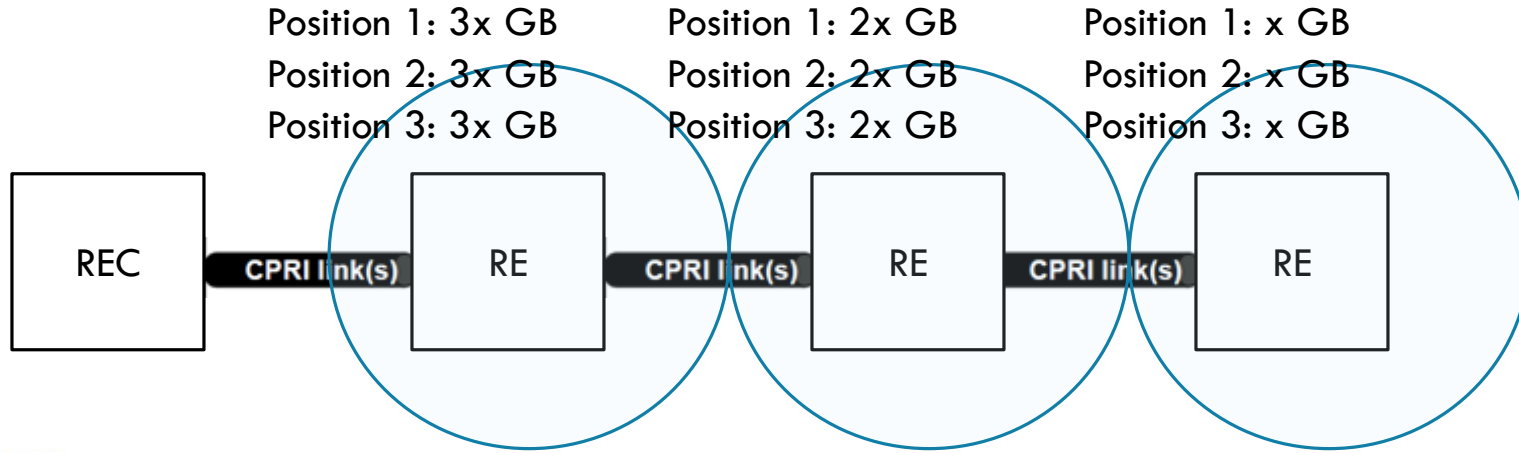 Position 1: 3x GB
Position 2: 3x GB
Position 3: 3x GB
Position 1: 2x GB
Position 2: 2x GB
Position 3: 2x GB
Position 1: x GB
Position 2: x GB
Position 3: x GB
REC
CPRI link(s)
RE
CPRI link(s)
RE
CPRI link(s)
RE